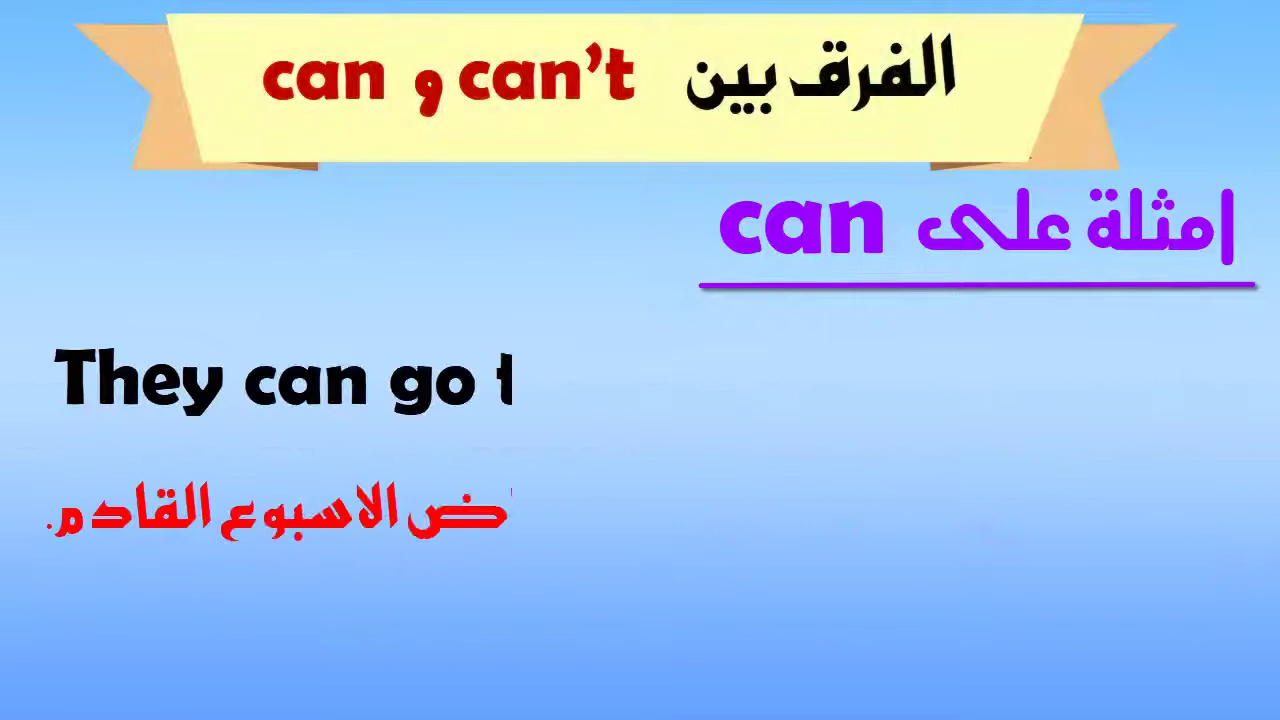 الفرق بين can't و can
امثلة على can
They can go
الاسبوع القادم.